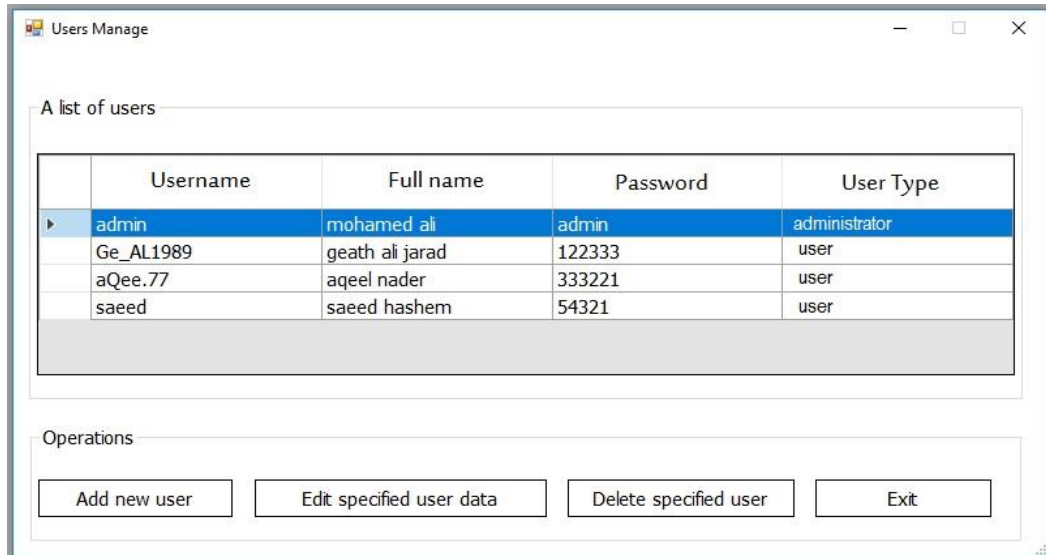 Users Manage
A list of users
Username Full name Password User Type
admin mohamed ali admin administrator
Ge_AL1989 geath ali jarad 122333 user
aQee.77 aqeel nader 333221 user
saeed saeed hashem 54321 user
Operations
Add new user Edit specified user data Delete specified user Exit